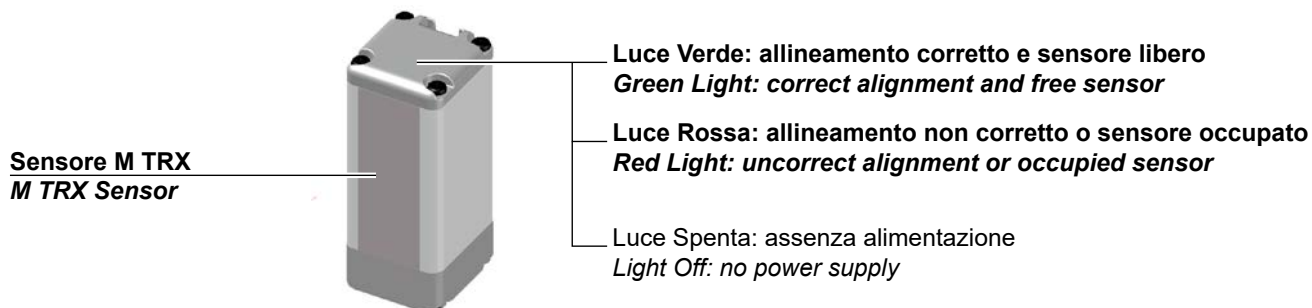 Luce Verde: allineamento corretto e sensore libero
Green Light: correct alignment and free sensor
Luce Rossa: allineamento non corretto o sensore occupato
Red Light: uncorrect alignment or occupied sensor
Sensore M TRX
M TRX Sensor
Luce Spenta: assenza alimentazione
Light Off: no power supply